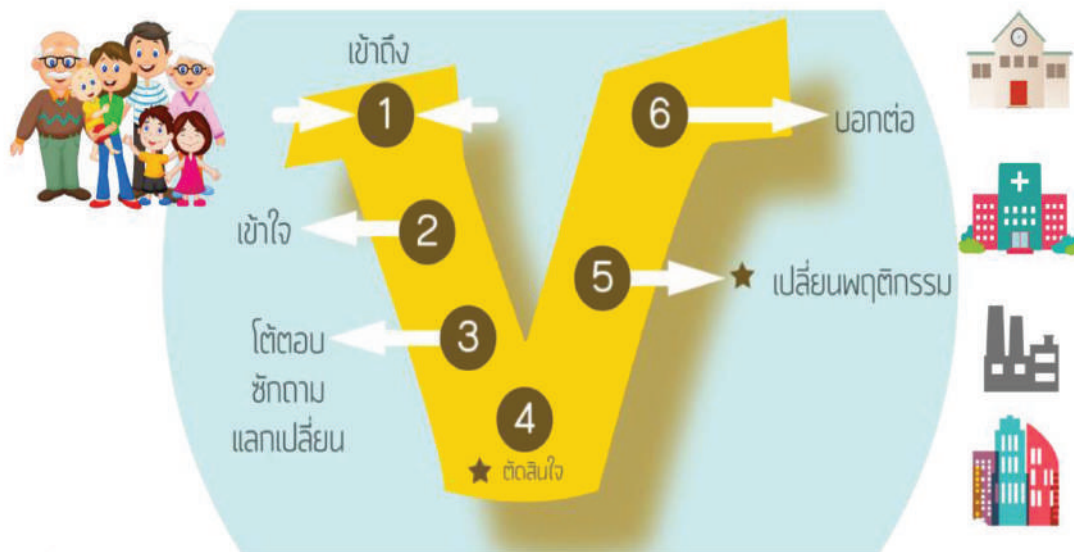 เข้าถึง
1
2
เข้าใจ
3
โต้ตอบ
ซักถาม
แลกเปลี่ยน
4
ตัดสินใจ
5
เปลี่ยนพฤติกรรม
6
บอกต่อ